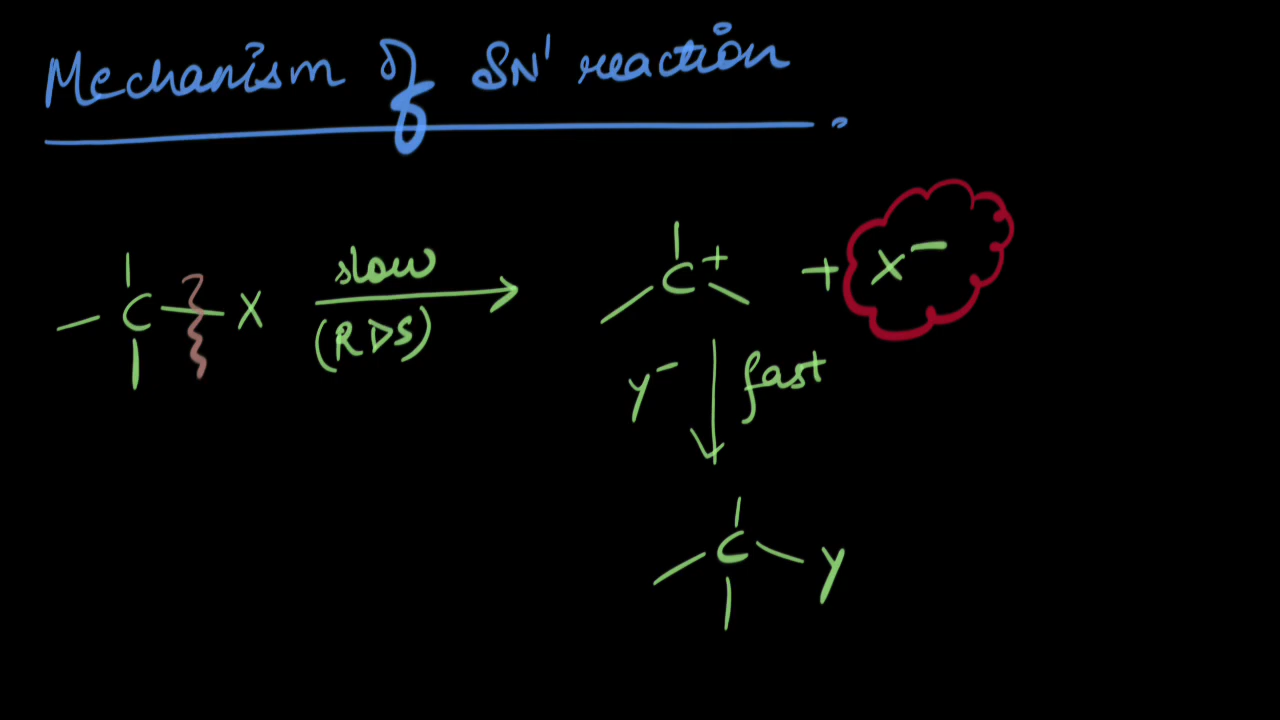 Mechanism of SN¹ reaction.
C X
slow
(RDS)
C⁺ + X⁻
Y⁻ fast
C Y